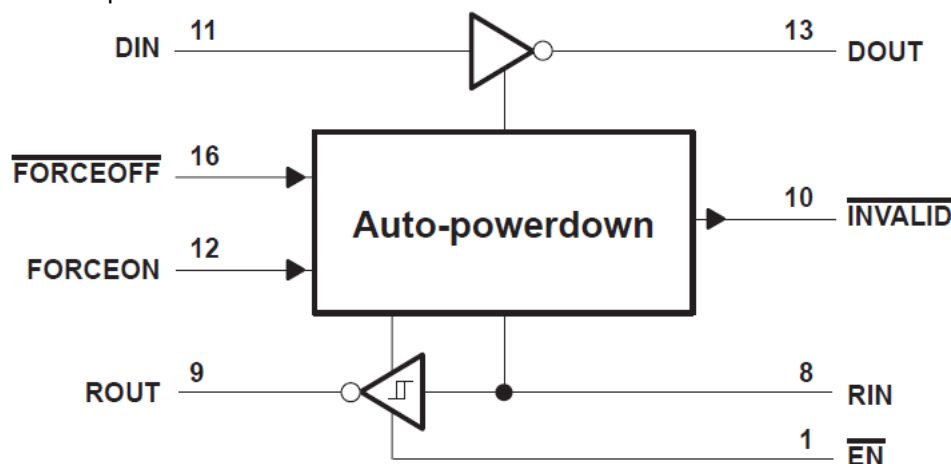 DIN 11 13 DOUT
FORCEOFF 16
Auto-powerdown 10 INVALID
FORCEON 12
ROUT 9 8 RIN
1 EN